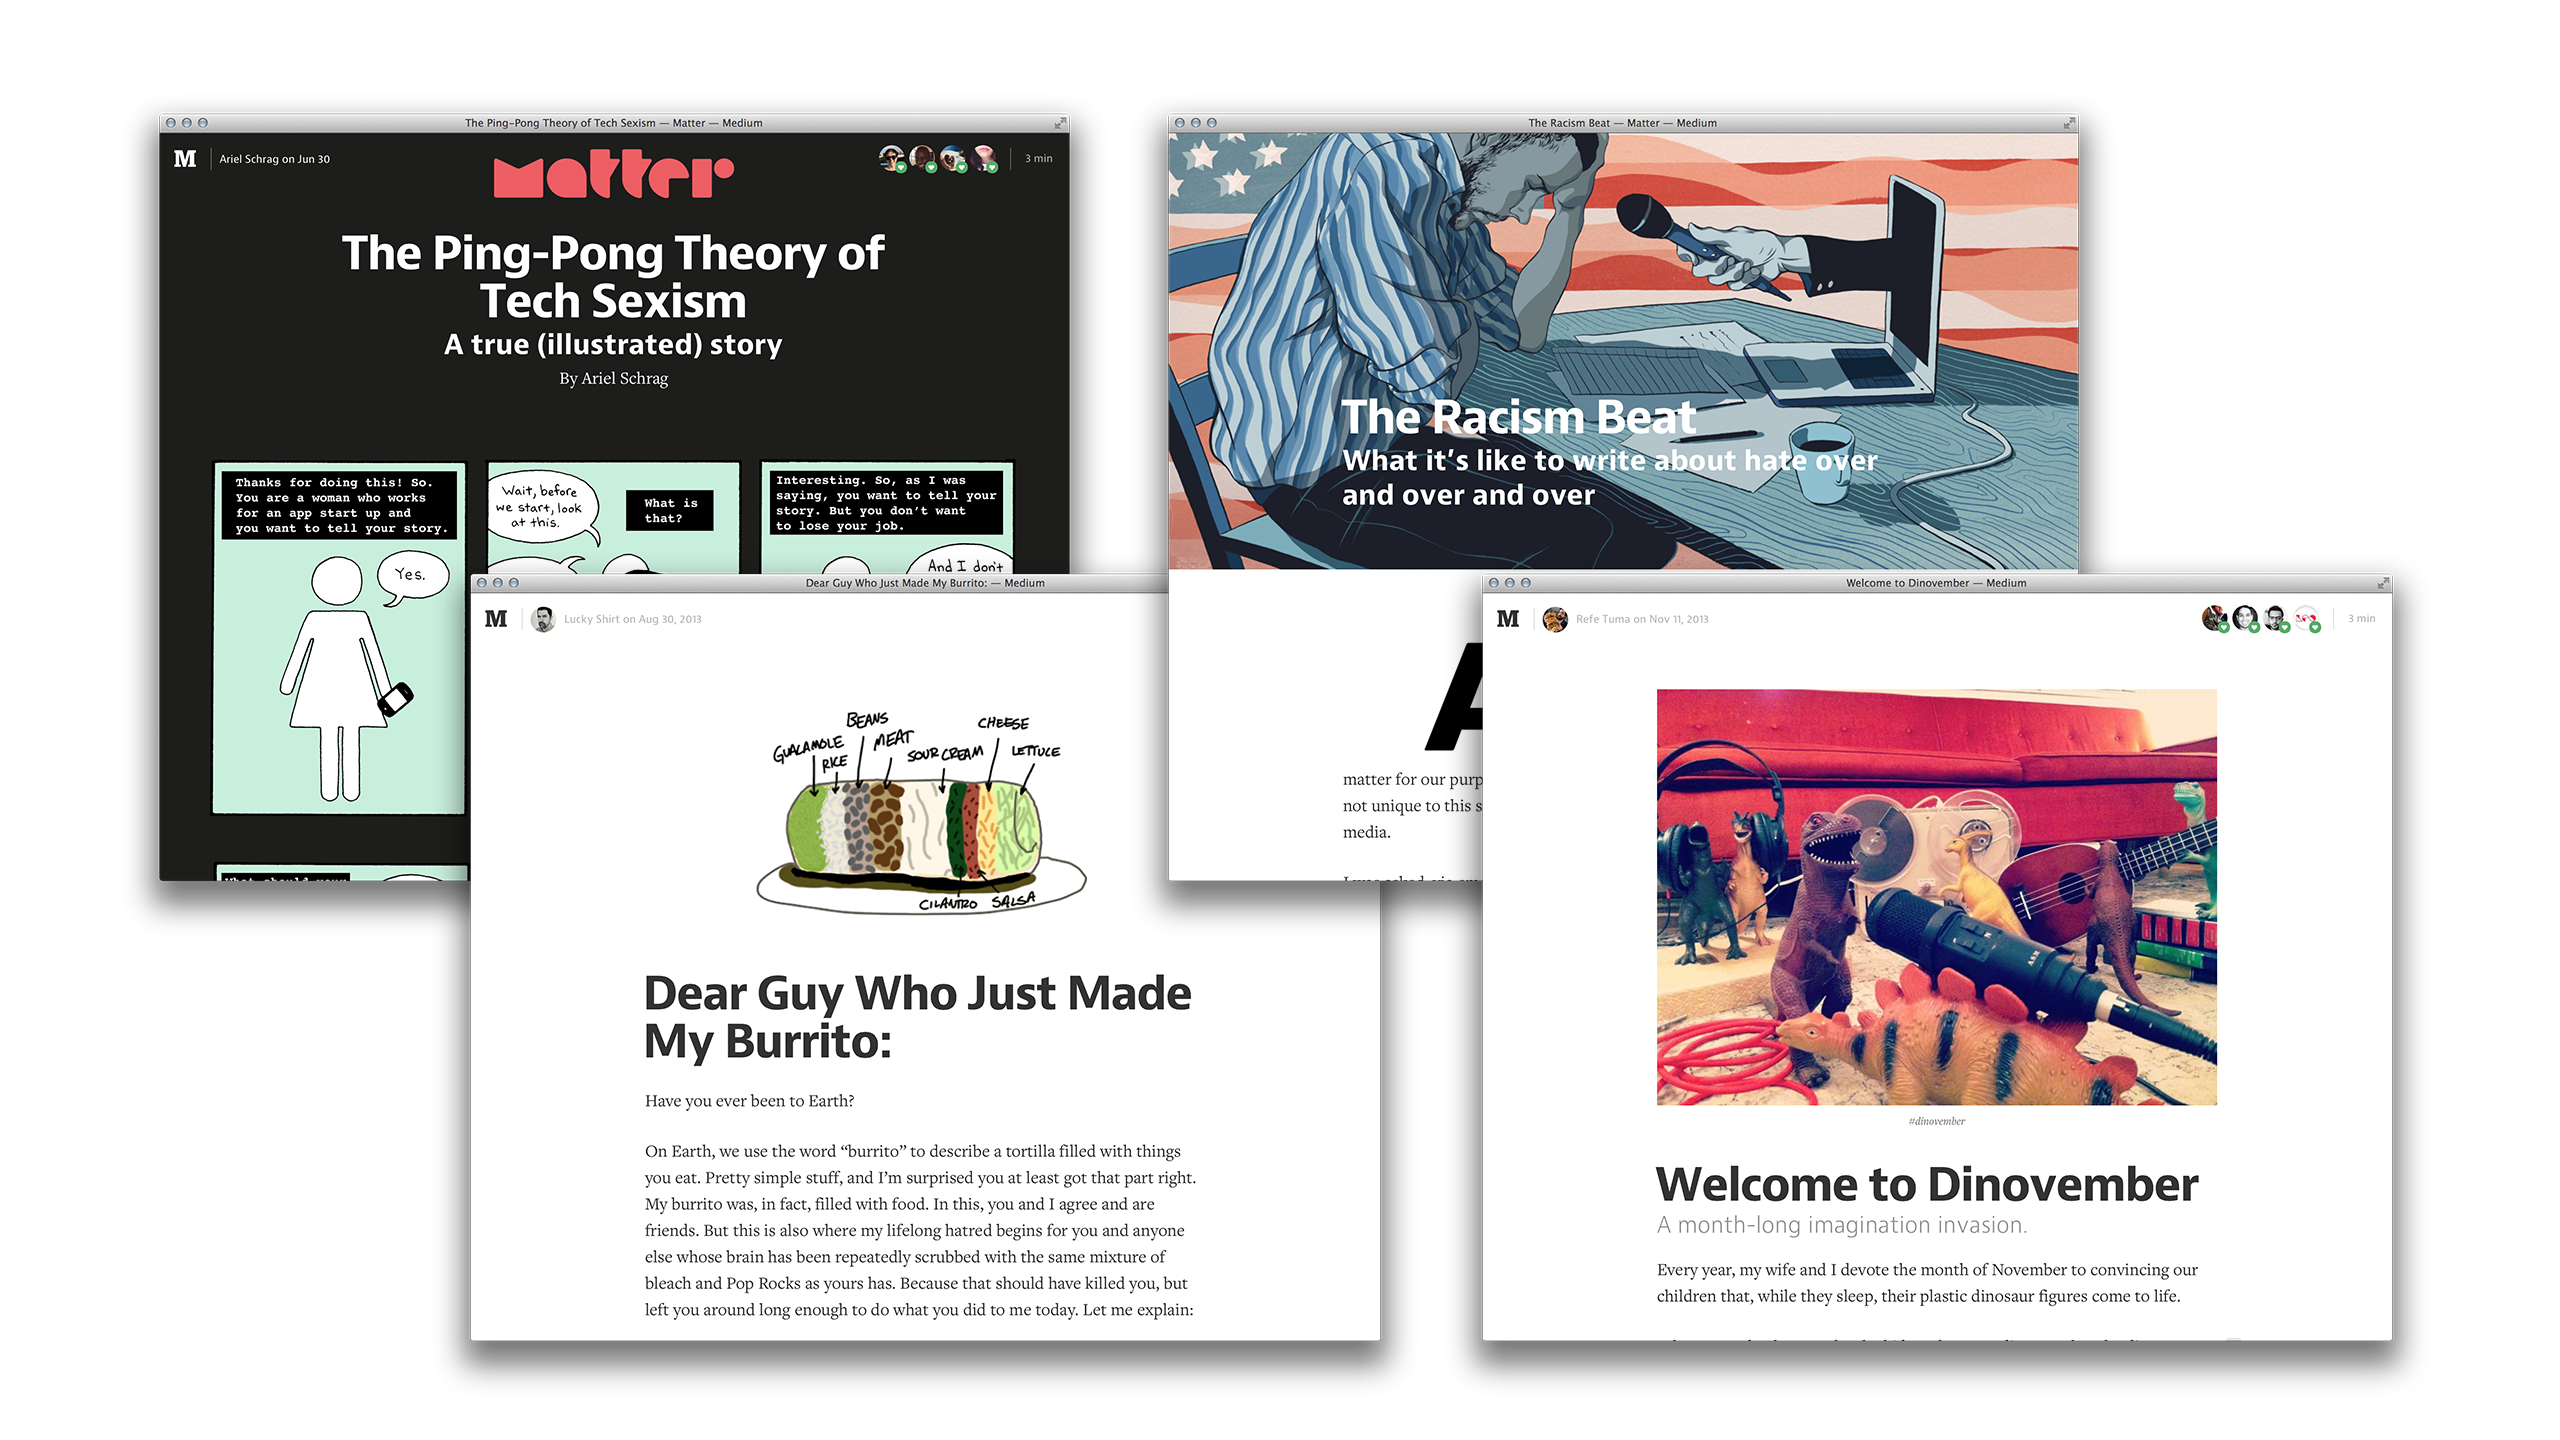 The Ping-Pong Theory of Tech Sexism — Matter — Medium
M
Ariel Schrag on Jun 30
matter
3 min
The Ping-Pong Theory of
Tech Sexism
A true (illustrated) story
By Ariel Schrag
Thanks for doing this! So.
You are a woman who works
for an app start up and
you want to tell your story.
Yes.
Wait, before
we start, look
at this.
What is
that?
Interesting. So, as I was
saying, you want to tell your
story. But you don't want
to lose your job.
And I don't
What should your
The Racism Beat — Matter — Medium
The Racism Beat
What it's like to write about hate over
and over and over
A
matter for our purp
not unique to this s
media.
Dear Guy Who Just Made My Burrito: — Medium
M
Lucky Shirt on Aug 30, 2013
GUALAMOLE
RICE
BEANS
MEAT
SOUR CREAM
CHEESE
LETTUCE
CILANTRO
SALSA
Dear Guy Who Just Made
My Burrito:
Have you ever been to Earth?
On Earth, we use the word “burrito” to describe a tortilla filled with things
you eat. Pretty simple stuff, and I’m surprised you at least got that part right.
My burrito was, in fact, filled with food. In this, you and I agree and are
friends. But this is also where my lifelong hatred begins for you and anyone
else whose brain has been repeatedly scrubbed with the same mixture of
bleach and Pop Rocks as yours has. Because that should have killed you, but
left you around long enough to do what you did to me today. Let me explain:
Welcome to Dinovember — Medium
M
Refe Tuma on Nov 11, 2013
3 min
#dinovember
Welcome to Dinovember
A month-long imagination invasion.
Every year, my wife and I devote the month of November to convincing our
children that, while they sleep, their plastic dinosaur figures come to life.